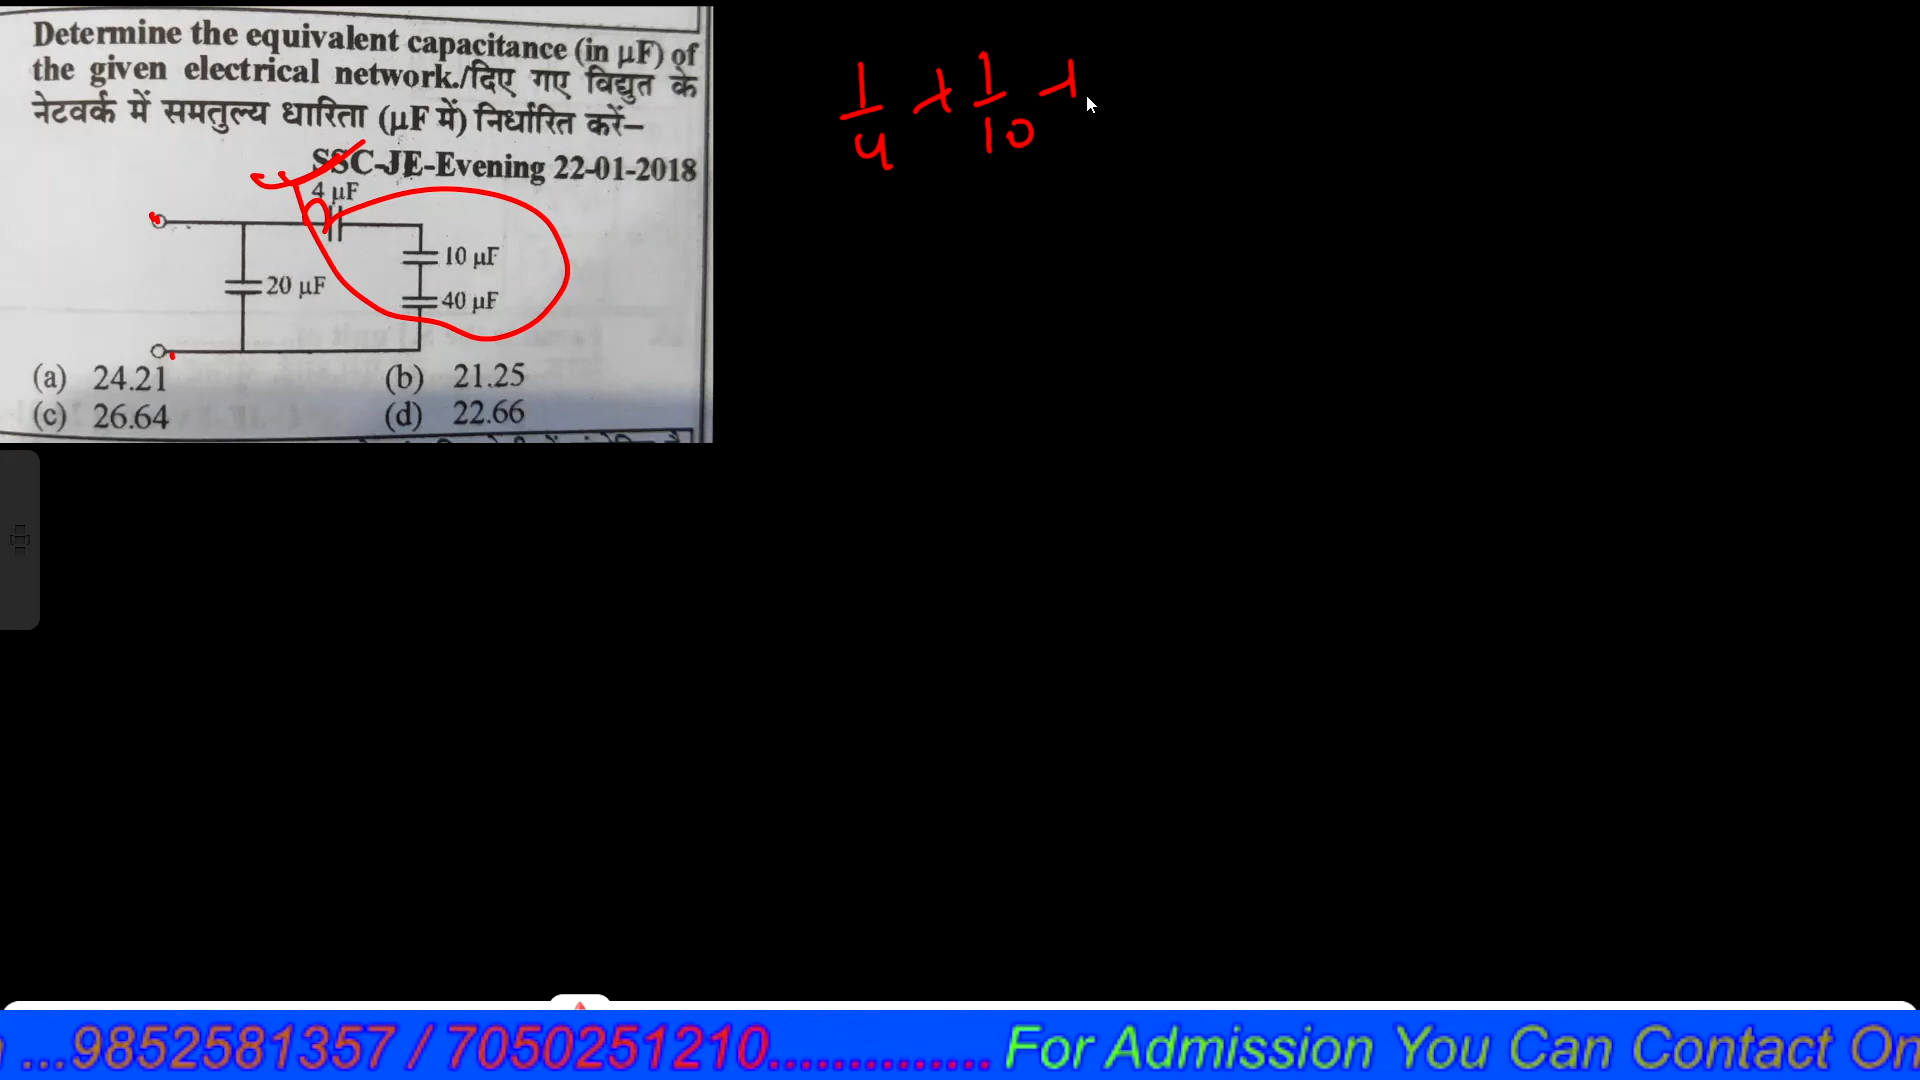 Determine the equivalent capacitance (in μF) of
the given electrical network./दिए गए विद्युत के
नेटवर्क में समतुल्य धारिता (μF में) निर्धारित करें–
SSC-JE-Evening 22-01-2018
4 μF
10 μF
20 μF
40 μF
(a) 24.21 (b) 21.25
(c) 26.64 (d) 22.66
1/4 + 1/10 +
...9852581357 / 7050251210.............. For Admission You Can Contact On